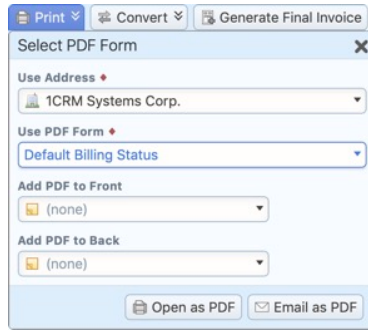 Print Convert Generate Final Invoice
Select PDF Form
Use Address
1CRM Systems Corp.
Use PDF Form
Default Billing Status
Add PDF to Front
(none)
Add PDF to Back
(none)
Open as PDF Email as PDF